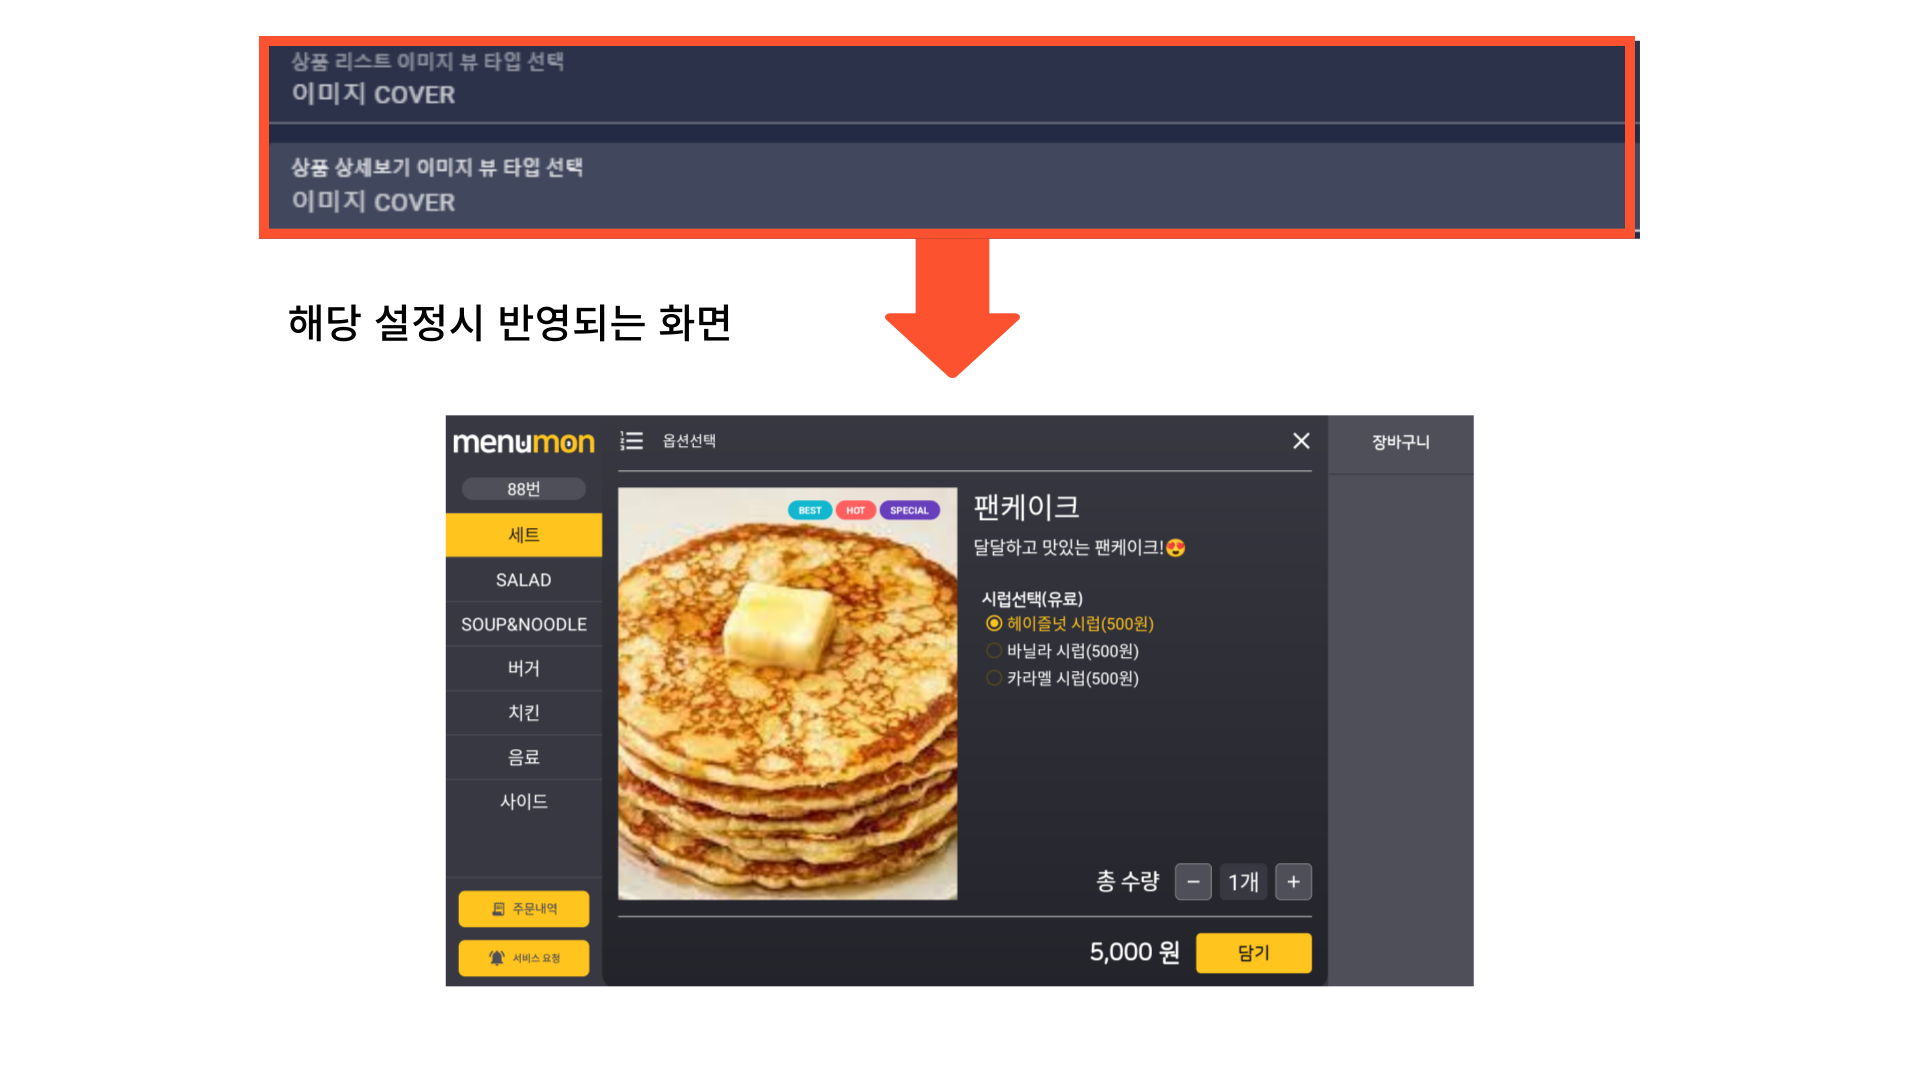 상품 리스트 이미지 뷰 타입 선택
이미지 COVER
상품 상세보기 이미지 뷰 타입 선택
이미지 COVER
해당 설정시 반영되는 화면
menumon
88번
세트
SALAD
SOUP&NOODLE
버거
치킨
음료
사이드
주문내역
서비스 요청
옵션선택
BEST HOT SPECIAL
팬케이크
달달하고 맛있는 팬케이크!😍
시럽선택(유료)
헤이즐넛 시럽(500원)
바닐라 시럽(500원)
카라멜 시럽(500원)
총 수량 - 1개 +
5,000 원 담기
장바구니